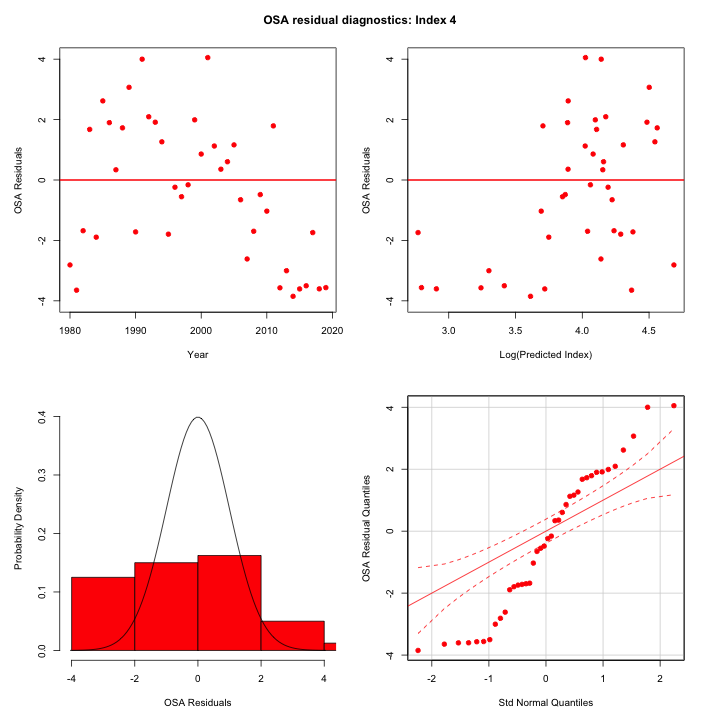 OSA residual diagnostics: Index 4
OSA Residuals
4
2
0
-2
-4
1980 1990 2000 2010 2020
Year
OSA Residuals
4
2
0
-2
-4
3.0 3.5 4.0 4.5
Log(Predicted Index)
Probability Density
0.4
0.3
0.2
0.1
0.0
-4 -2 0 2 4
OSA Residuals
OSA Residual Quantiles
4
2
0
-2
-4
-2 -1 0 1 2
Std Normal Quantiles